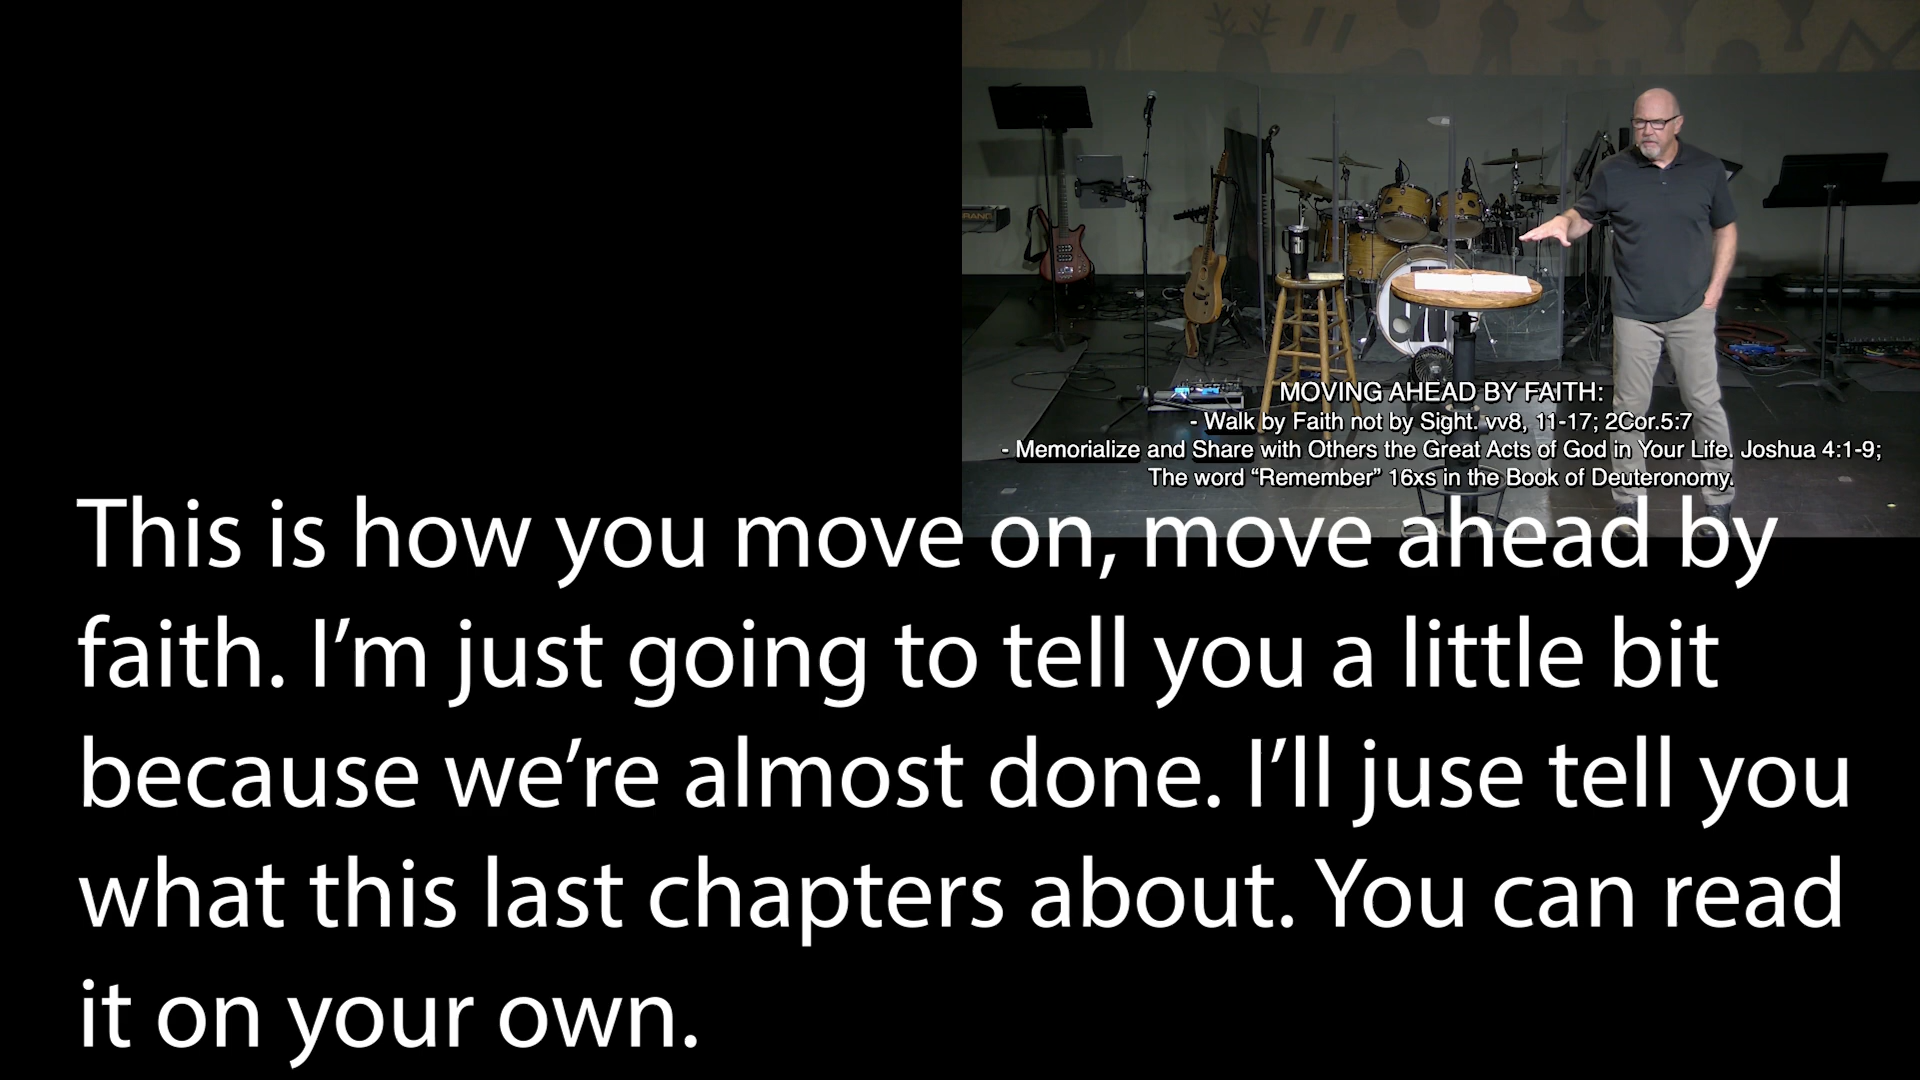 MOVING AHEAD BY FAITH:
- Walk by Faith not by Sight. vv8, 11-17; 2Cor.5:7
- Memorialize and Share with Others the Great Acts of God in Your Life. Joshua 4:1-9;
The word “Remember” 16xs in the Book of Deuteronomy.
This is how you move on, move ahead by
faith. I’m just going to tell you a little bit
because we’re almost done. I’ll juse tell you
what this last chapters about. You can read
it on your own.